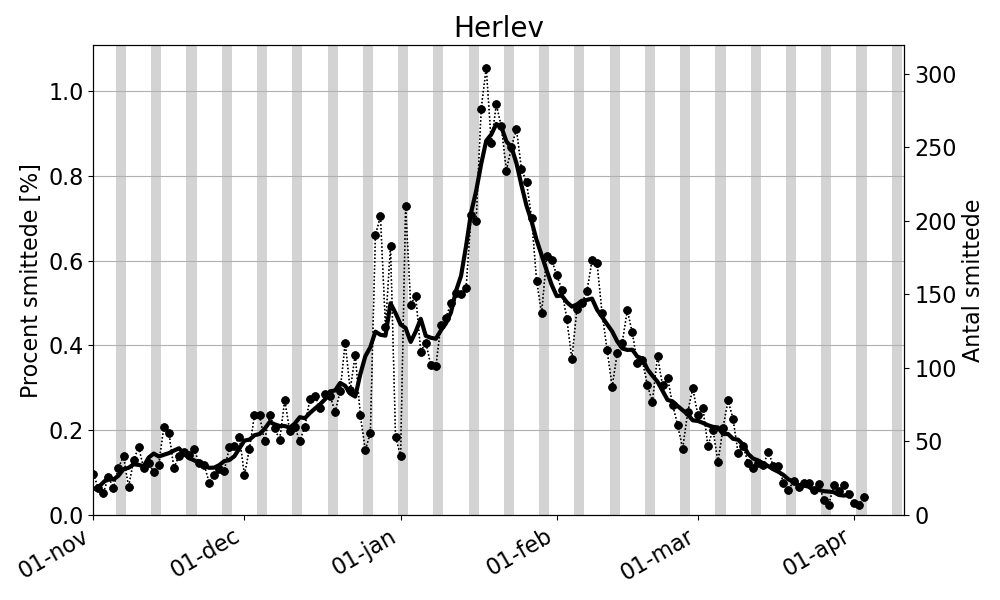 Herlev
Procent smittede [%]
1.0
0.8
0.6
0.4
0.2
0.0
300
250
200
150
100
50
0
Antal smittede
01-nov
01-dec
01-jan
01-feb
01-mar
01-apr